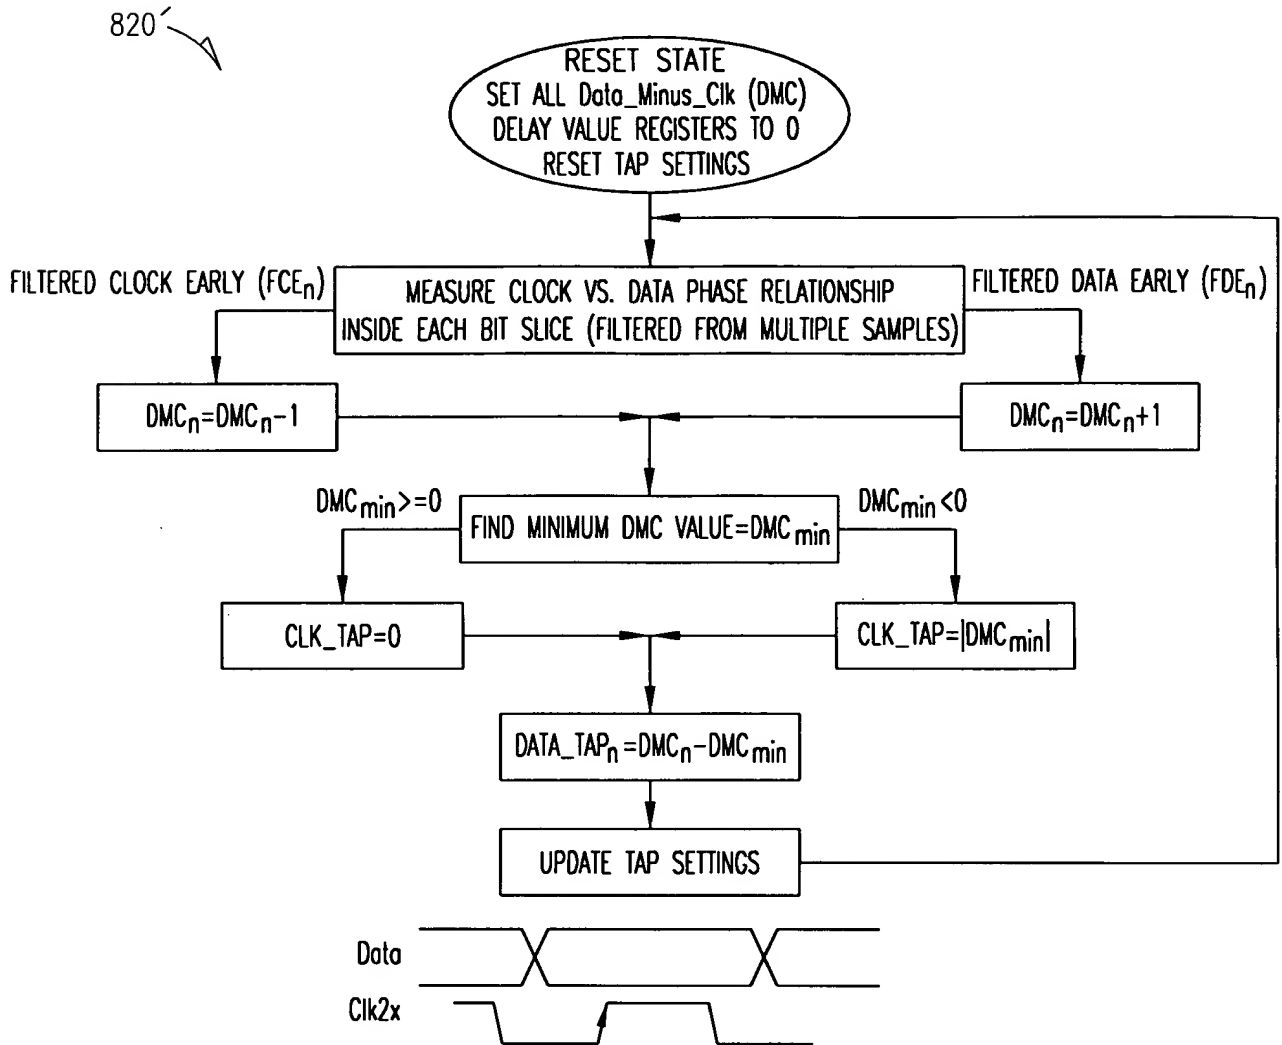 820′
RESET STATE
SET ALL Data_Minus_Clk (DMC)
DELAY VALUE REGISTERS TO 0
RESET TAP SETTINGS
FILTERED CLOCK EARLY (FCEn)
MEASURE CLOCK VS. DATA PHASE RELATIONSHIP
INSIDE EACH BIT SLICE (FILTERED FROM MULTIPLE SAMPLES)
FILTERED DATA EARLY (FDEn)
DMCn=DMCn-1
DMCn=DMCn+1
DMCmin>=0
FIND MINIMUM DMC VALUE=DMCmin
DMCmin<0
CLK_TAP=0
CLK_TAP=|DMCmin|
DATA_TAPn=DMCn-DMCmin
UPDATE TAP SETTINGS
Data
Clk2x